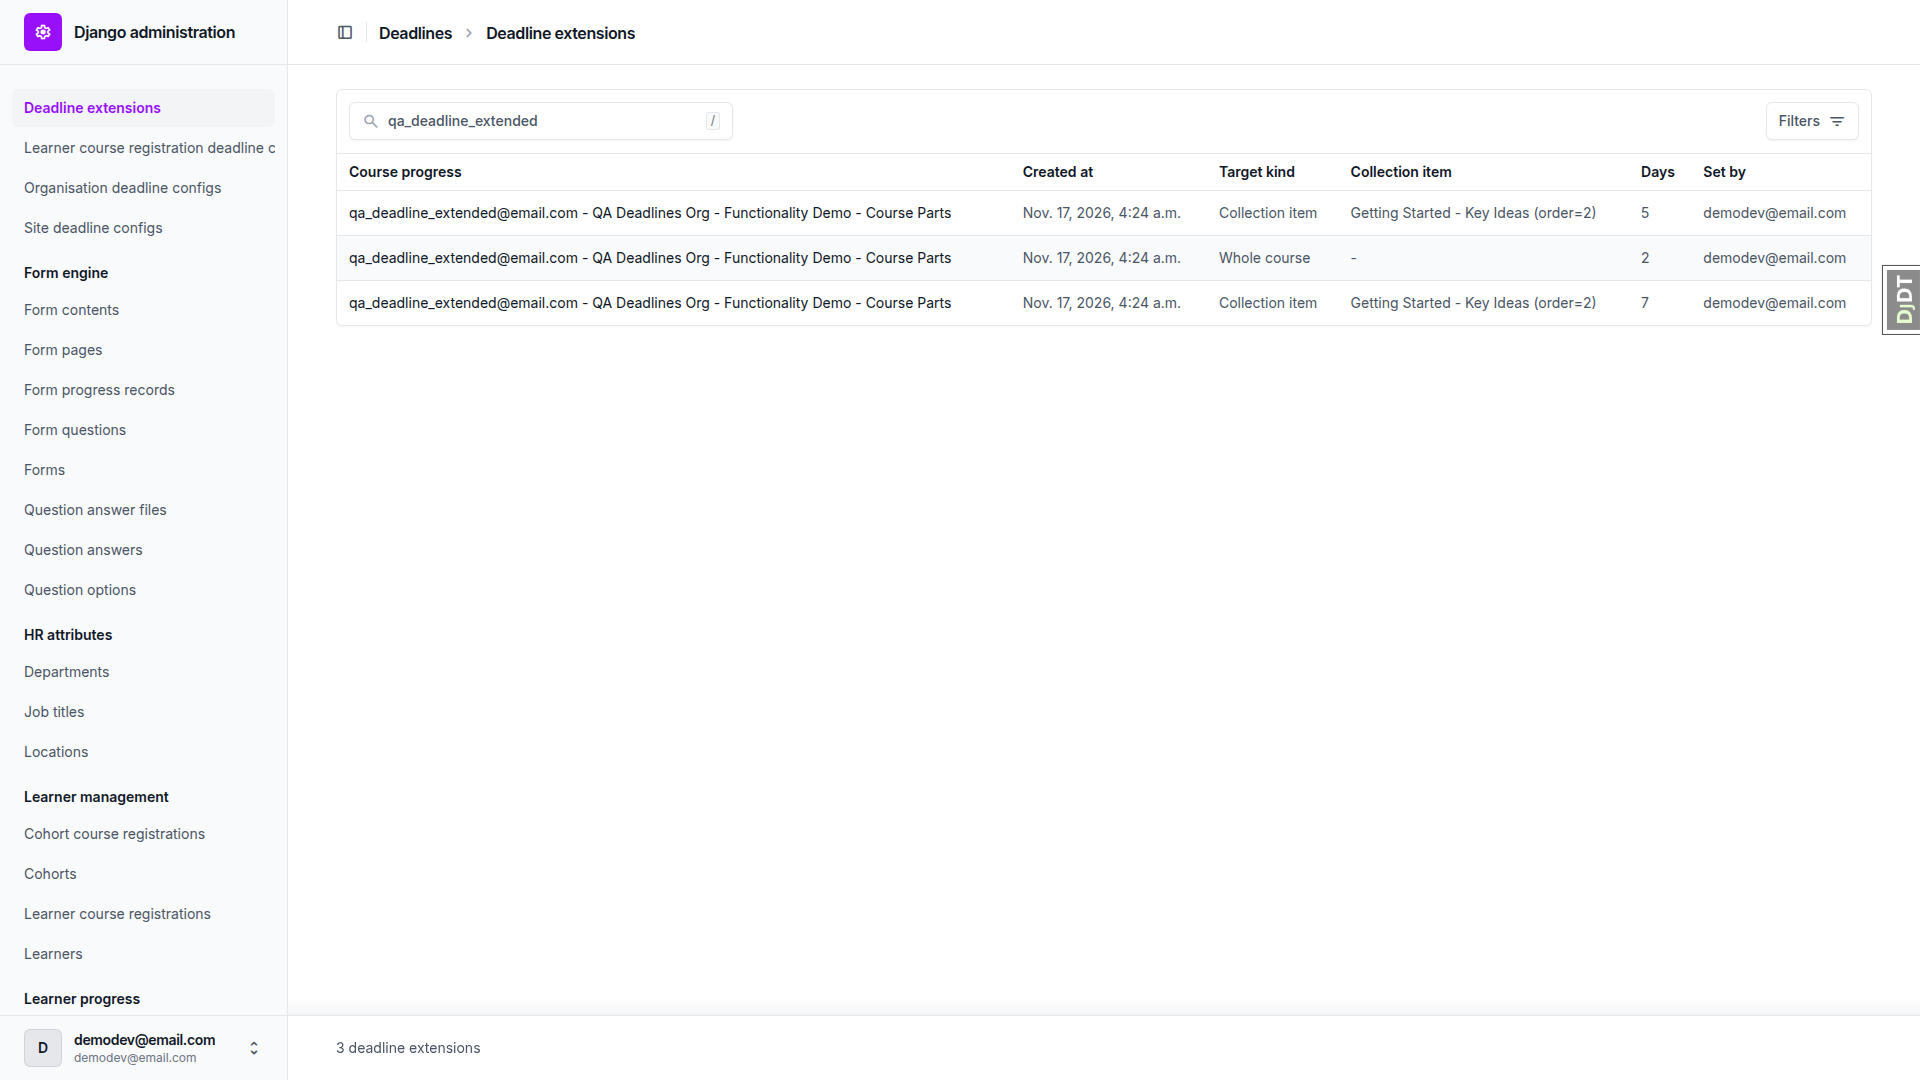 Django administration
Deadlines
Deadline extensions
Deadline extensions
Learner course registration deadline c
Organisation deadline configs
Site deadline configs
Form engine
Form contents
Form pages
Form progress records
Form questions
Forms
Question answer files
Question answers
Question options
HR attributes
Departments
Job titles
Locations
Learner management
Cohort course registrations
Cohorts
Learner course registrations
Learners
Learner progress
D
demodev@email.com
demodev@email.com
qa_deadline_extended /
Filters
Course progress Created at Target kind Collection item Days Set by
qa_deadline_extended@email.com - QA Deadlines Org - Functionality Demo - Course Parts Nov. 17, 2026, 4:24 a.m. Collection item Getting Started - Key Ideas (order=2) 5 demodev@email.com
qa_deadline_extended@email.com - QA Deadlines Org - Functionality Demo - Course Parts Nov. 17, 2026, 4:24 a.m. Whole course - 2 demodev@email.com
qa_deadline_extended@email.com - QA Deadlines Org - Functionality Demo - Course Parts Nov. 17, 2026, 4:24 a.m. Collection item Getting Started - Key Ideas (order=2) 7 demodev@email.com
DjDT
3 deadline extensions